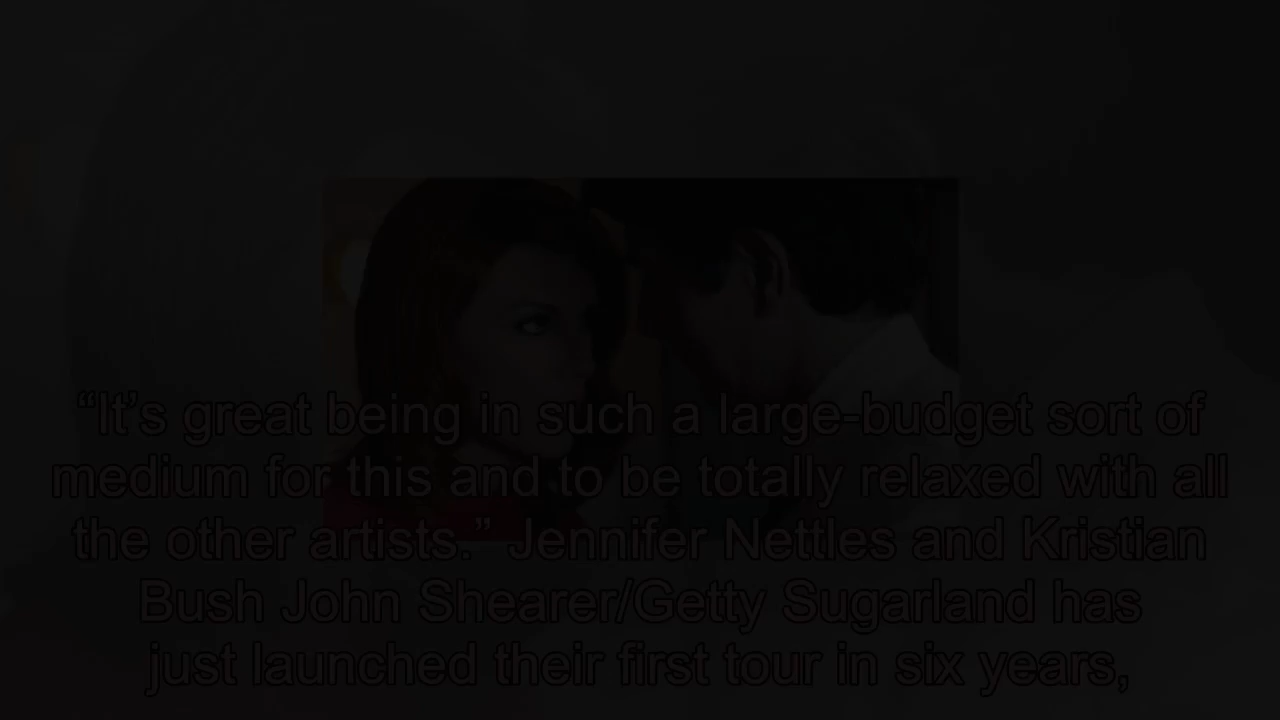 “It’s great being in such a large-budget sort of
medium for this and to be totally relaxed with all
the other artists.” Jennifer Nettles and Kristian
Bush John Shearer/Getty Sugarland has
just launched their first tour in six years,